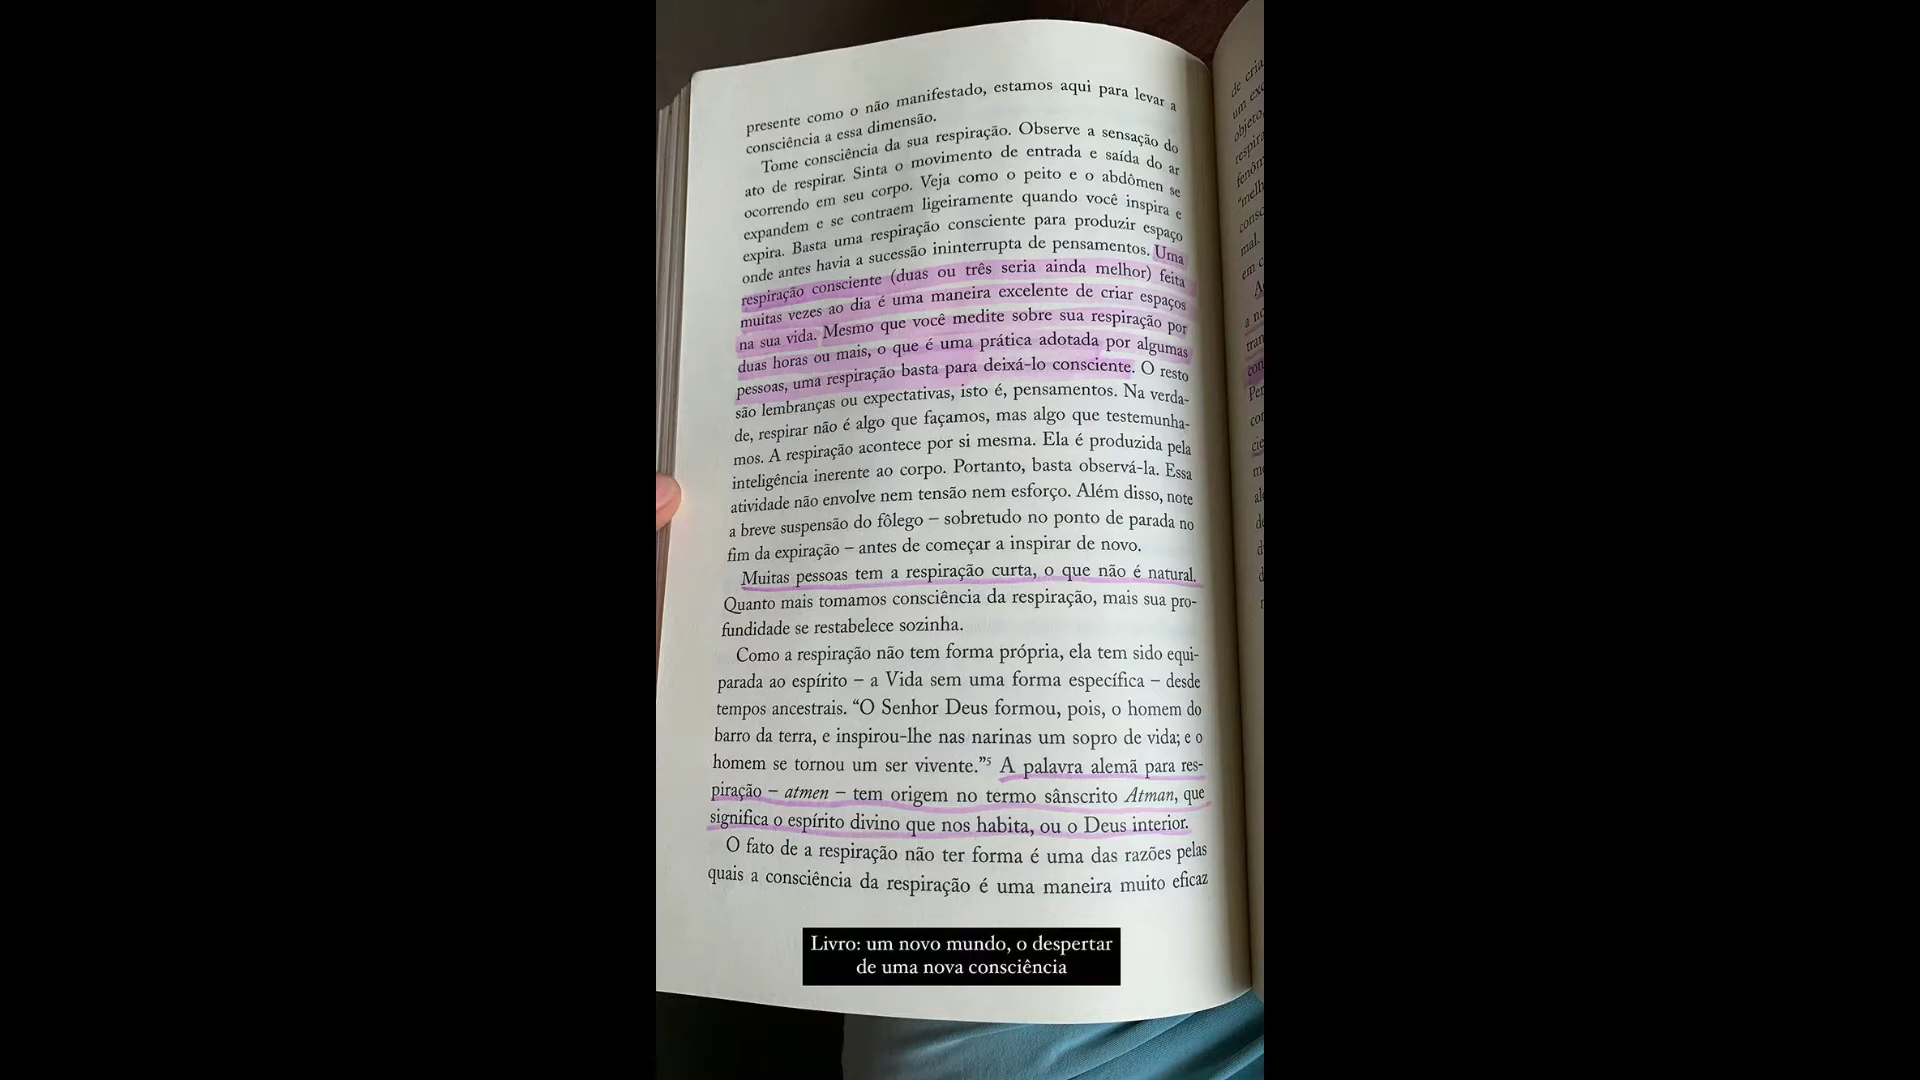 presente como o não manifestado, estamos aqui para levar a
consciência a essa dimensão.
Tome consciência da sua respiração. Observe a sensação do
ato de respirar. Sinta o movimento de entrada e saída do ar
ocorrendo em seu corpo. Veja como o peito e o abdômen se
expandem e se contraem ligeiramente quando você inspira e
expira. Basta uma respiração consciente para produzir espaço
onde antes havia a sucessão ininterrupta de pensamentos. Uma
respiração consciente (duas ou três seria ainda melhor) feita
muitas vezes ao dia é uma maneira excelente de criar espaços
na sua vida. Mesmo que você medite sobre sua respiração por
duas horas ou mais, o que é uma prática adotada por algumas
pessoas, uma respiração basta para deixá-lo consciente. O resto
são lembranças ou expectativas, isto é, pensamentos. Na verda-
de, respirar não é algo que façamos, mas algo que testemunha-
mos. A respiração acontece por si mesma. Ela é produzida pela
inteligência inerente ao corpo. Portanto, basta observá-la. Essa
atividade não envolve nem tensão nem esforço. Além disso, note
a breve suspensão do fôlego – sobretudo no ponto de parada no
fim da expiração – antes de começar a inspirar de novo.
Muitas pessoas tem a respiração curta, o que não é natural.
Quanto mais tomamos consciência da respiração, mais sua pro-
fundidade se restabelece sozinha.
Como a respiração não tem forma própria, ela tem sido equi-
parada ao espírito – a Vida sem uma forma específica – desde
tempos ancestrais. “O Senhor Deus formou, pois, o homem do
barro da terra, e inspirou-lhe nas narinas um sopro de vida; e o
homem se tornou um ser vivente.”⁵ A palavra alemã para res-
piração – atmen – tem origem no termo sânscrito Atman, que
significa o espírito divino que nos habita, ou o Deus interior.
O fato de a respiração não ter forma é uma das razões pelas
quais a consciência da respiração é uma maneira muito eficaz
Livro: um novo mundo, o despertar
de uma nova consciência